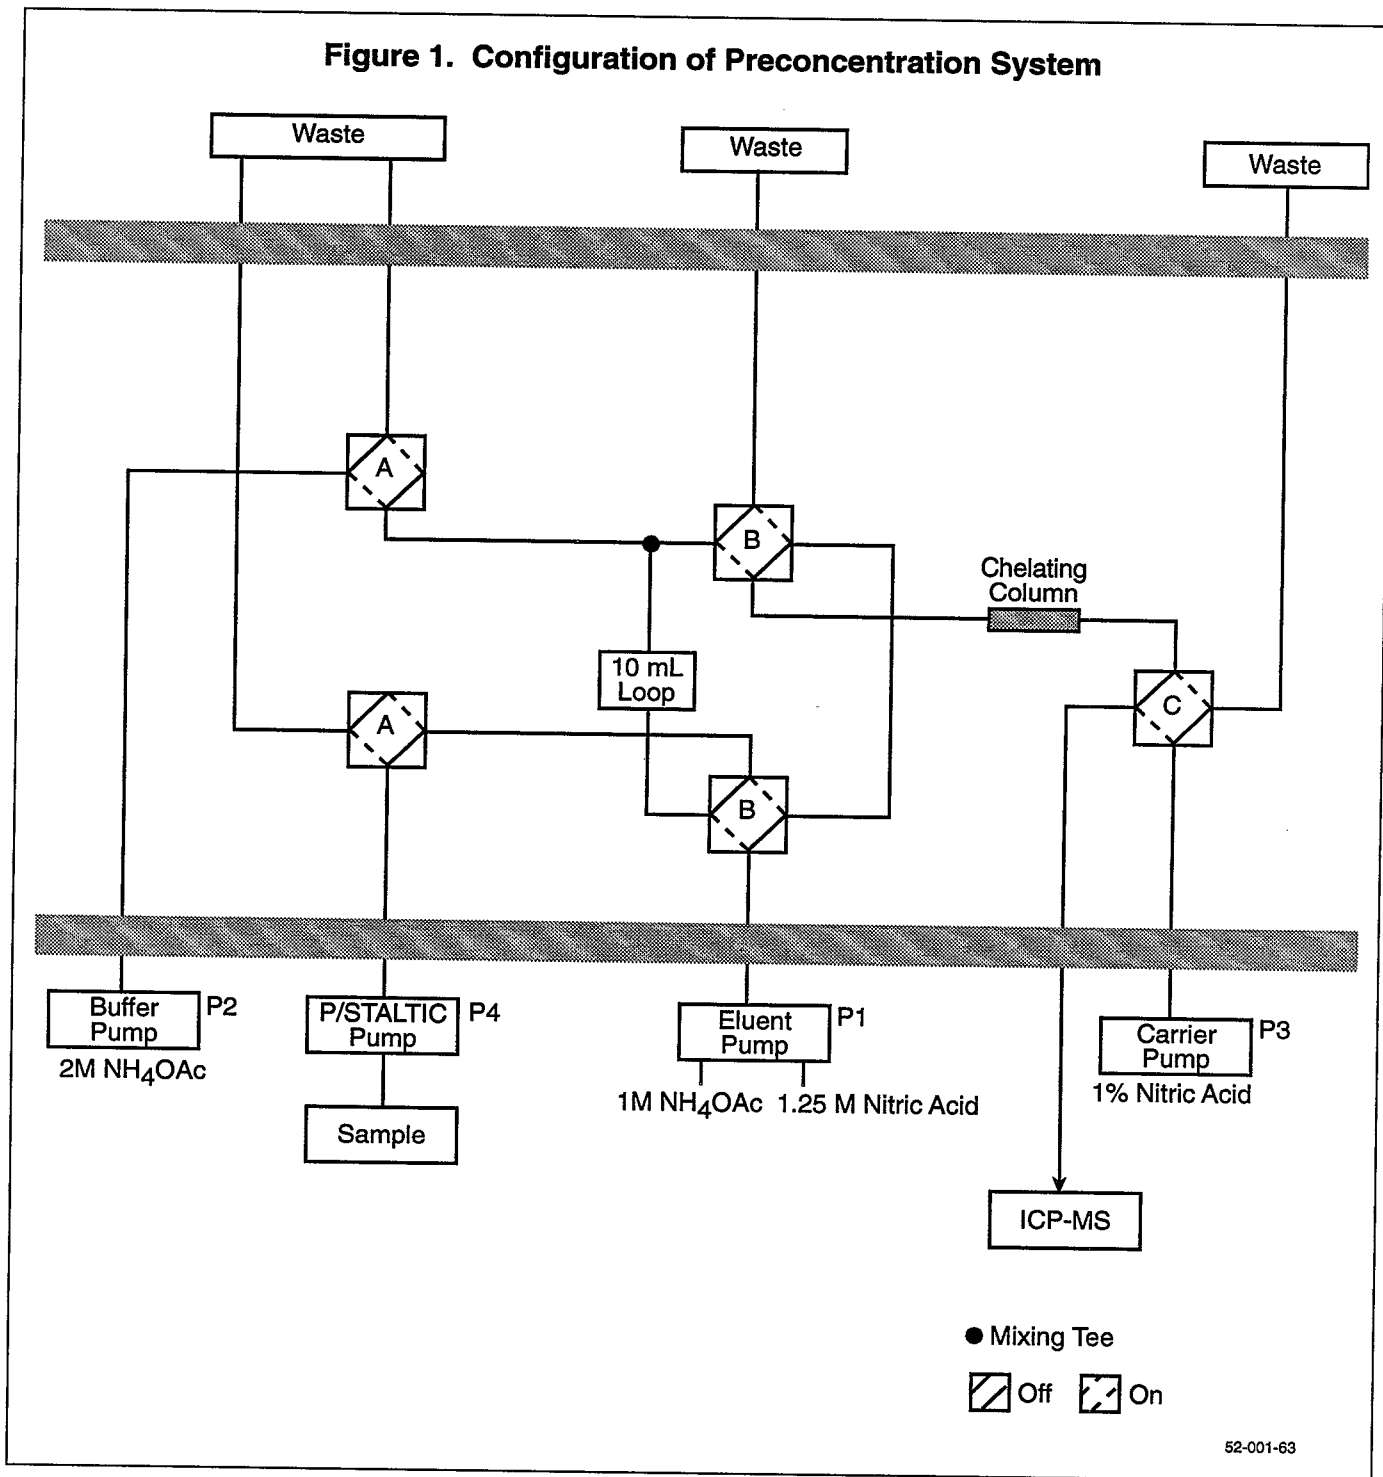 Figure 1. Configuration of Preconcentration System
Waste
Waste
Waste
A
B
Chelating
Column
10 mL
Loop
C
A
B
Buffer
Pump
P2
2M NH4OAc
P/STALTIC
Pump
P4
Sample
Eluent
Pump
P1
1M NH4OAc 1.25 M Nitric Acid
Carrier
Pump
P3
1% Nitric Acid
ICP-MS
Mixing Tee
Off On
52-001-63